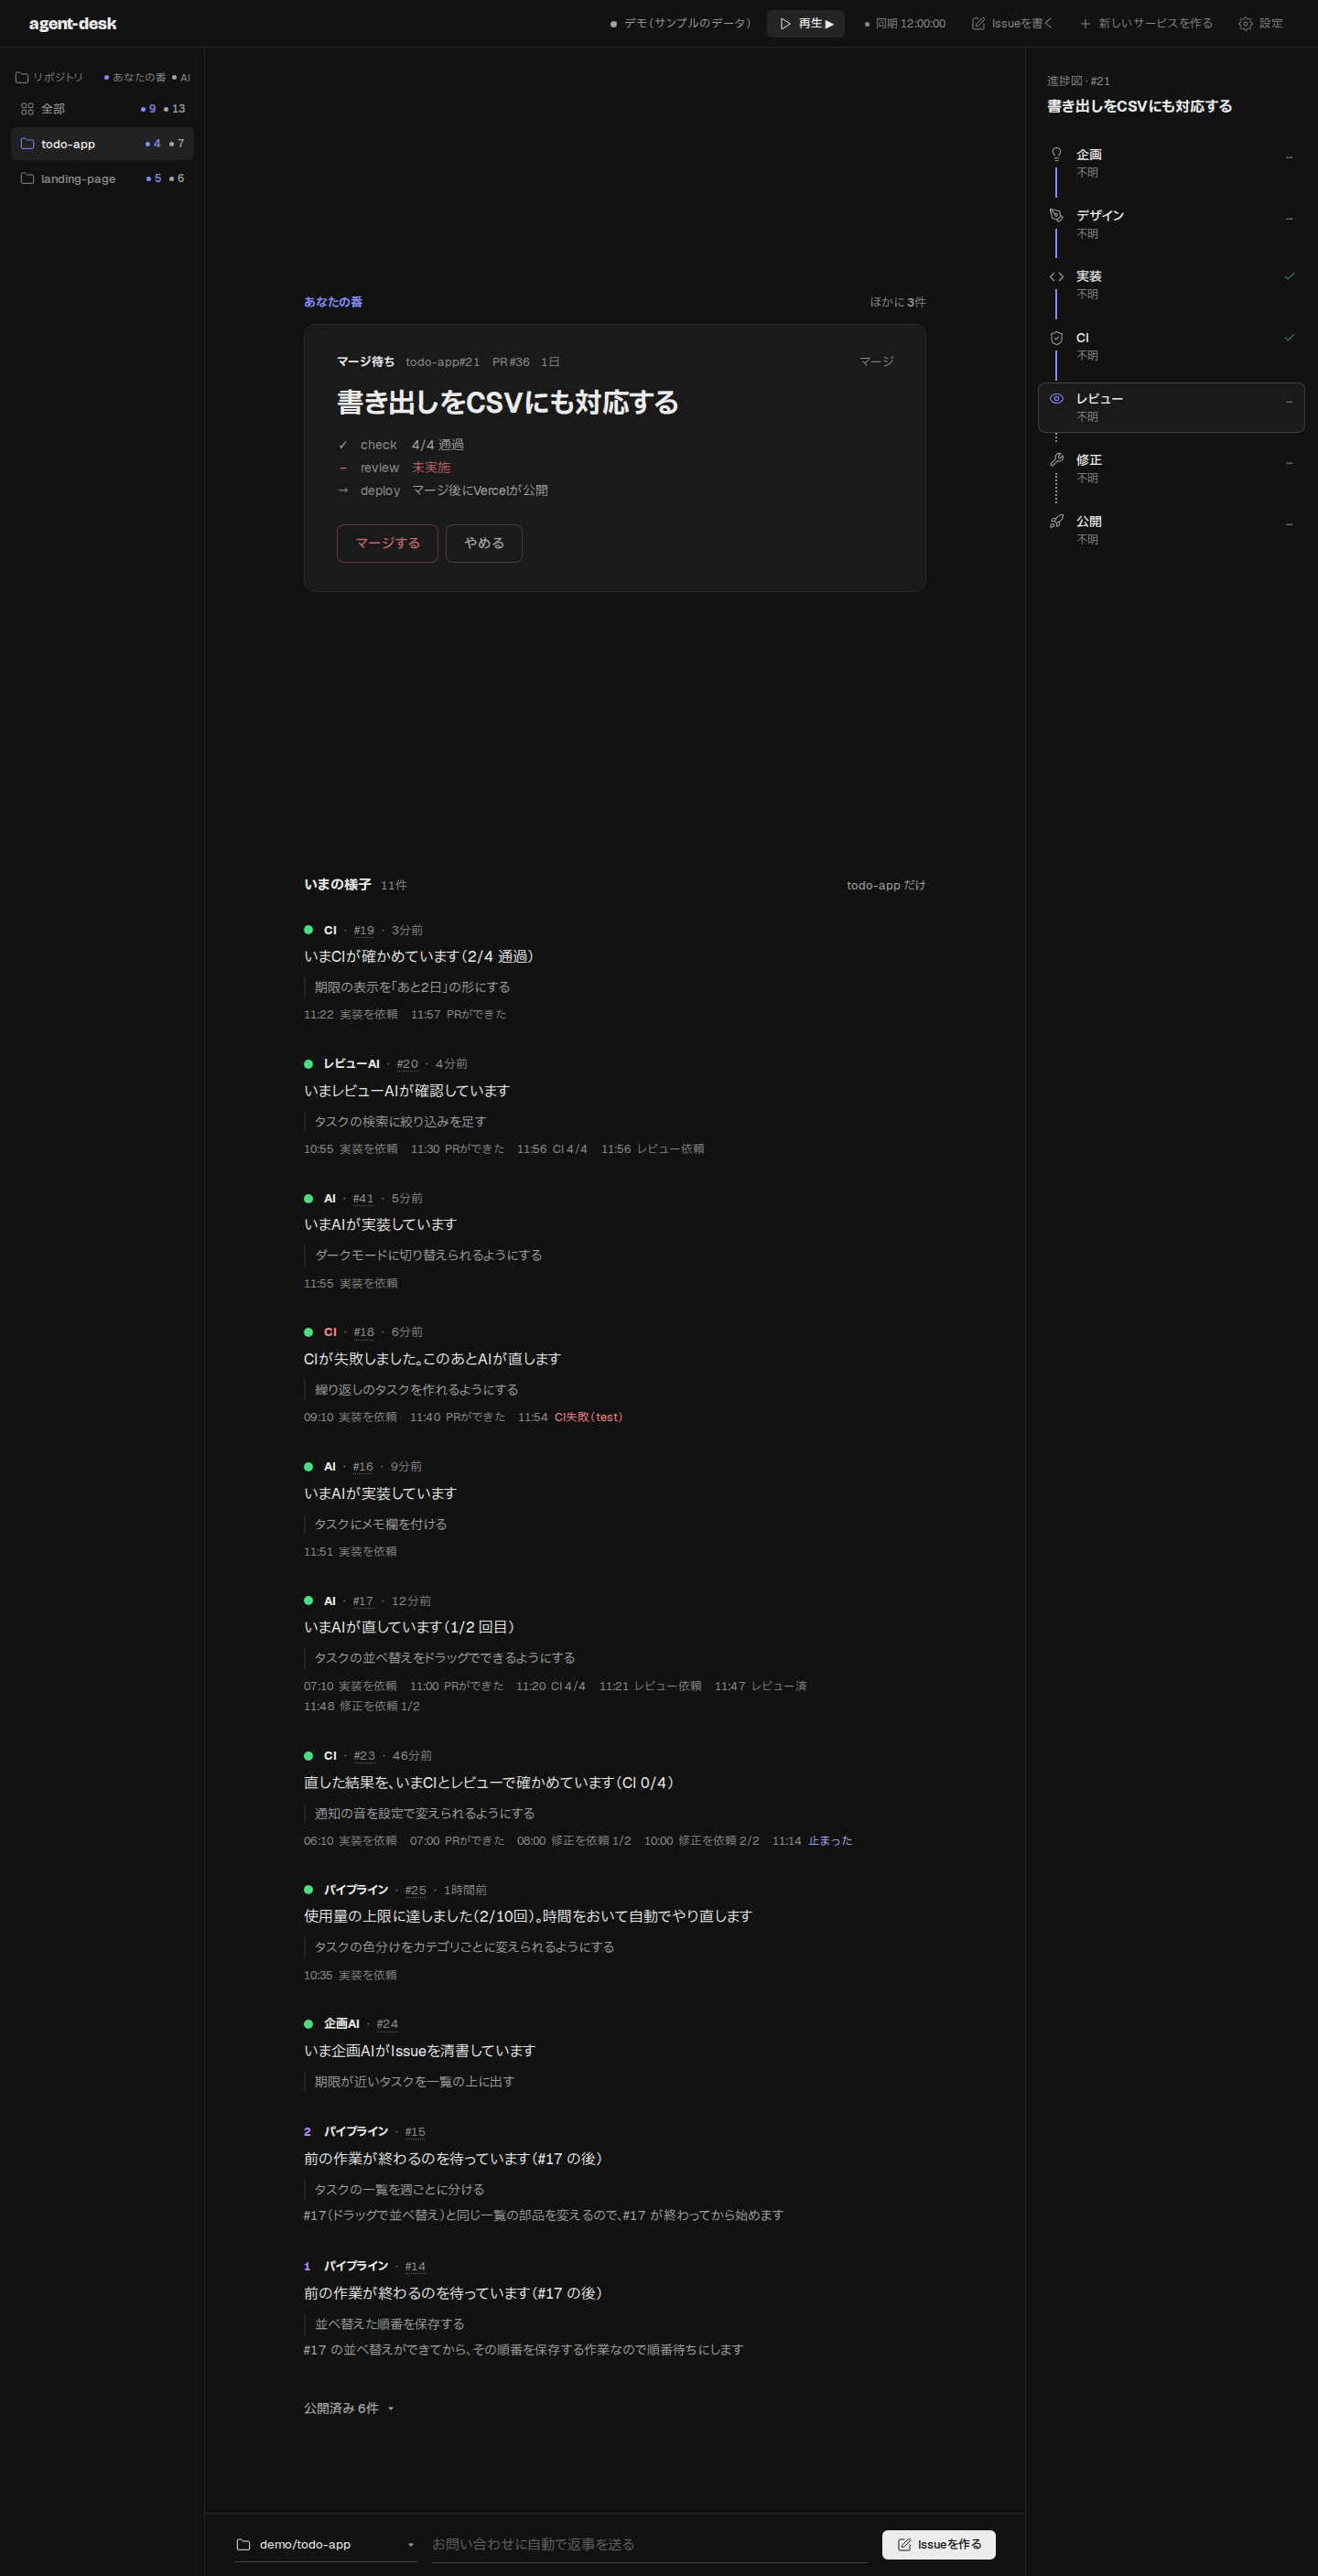 agent-desk
デモ（サンプルのデータ）
再生 ▶
同期 12:00:00
Issueを書く
新しいサービスを作る
設定
リポジトリ
あなたの番
AI
全部 9 13
todo-app 4 7
landing-page 5 6
あなたの番
ほかに3件
マージ待ち todo-app#21 PR#36 1日
マージ
書き出しをCSVにも対応する
✓ check 4/4 通過
– review 未実施
→ deploy マージ後にVercelが公開
マージする
やめる
いまの様子 11件
todo-app だけ
CI · #19 · 3分前
いまCIが確かめています（2/4 通過）
期限の表示を「あと2日」の形にする
11:22 実装を依頼 11:57 PRができた
レビューAI · #20 · 4分前
いまレビューAIが確認しています
タスクの検索に絞り込みを足す
10:55 実装を依頼 11:30 PRができた 11:56 CI 4/4 11:56 レビュー依頼
AI · #41 · 5分前
いまAIが実装しています
ダークモードに切り替えられるようにする
11:55 実装を依頼
CI · #18 · 6分前
CIが失敗しました。このあとAIが直します
繰り返しのタスクを作れるようにする
09:10 実装を依頼 11:40 PRができた 11:54 CI失敗（test）
AI · #16 · 9分前
いまAIが実装しています
タスクにメモ欄を付ける
11:51 実装を依頼
AI · #17 · 12分前
いまAIが直しています（1/2 回目）
タスクの並べ替えをドラッグでできるようにする
07:10 実装を依頼 11:00 PRができた 11:20 CI 4/4 11:21 レビュー依頼 11:47 レビュー済
11:48 修正を依頼 1/2
CI · #23 · 46分前
直した結果を、いまCIとレビューで確かめています（CI 0/4）
通知の音を設定で変えられるようにする
06:10 実装を依頼 07:00 PRができた 08:00 修正を依頼 1/2 10:00 修正を依頼 2/2 11:14 止まった
パイプライン · #25 · 1時間前
使用量の上限に達しました（2/10回）。時間をおいて自動でやり直します
タスクの色分けをカテゴリごとに変えられるようにする
10:35 実装を依頼
企画AI · #24
いま企画AIがIssueを清書しています
期限が近いタスクを一覧の上に出す
2 パイプライン · #15
前の作業が終わるのを待っています（#17 の後）
タスクの一覧を週ごとに分ける
#17（ドラッグで並べ替え）と同じ一覧の部品を変えるので、#17 が終わってから始めます
1 パイプライン · #14
前の作業が終わるのを待っています（#17 の後）
並べ替えた順番を保存する
#17 の並べ替えができてから、その順番を保存する作業なので順番待ちにします
公開済み 6件
demo/todo-app
お問い合わせに自動で返事を送る
Issueを作る
進捗図 · #21
書き出しをCSVにも対応する
企画 …
不明
デザイン …
不明
実装 ✓
不明
CI ✓
不明
レビュー …
不明
修正 …
不明
公開 …
不明